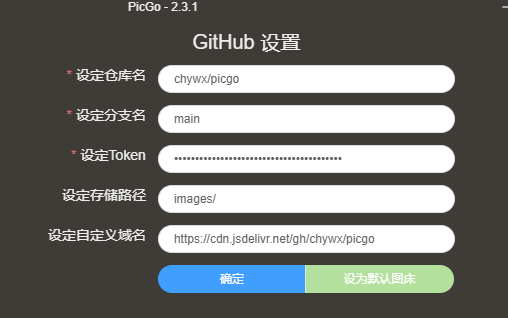 PicGo - 2.3.1
GitHub 设置
* 设定仓库名 chywx/picgo
* 设定分支名 main
* 设定Token ••••••••••••••••••••••••••••••••••••••••
设定存储路径 images/
设定自定义域名 https://cdn.jsdelivr.net/gh/chywx/picgo
确定 设为默认图床